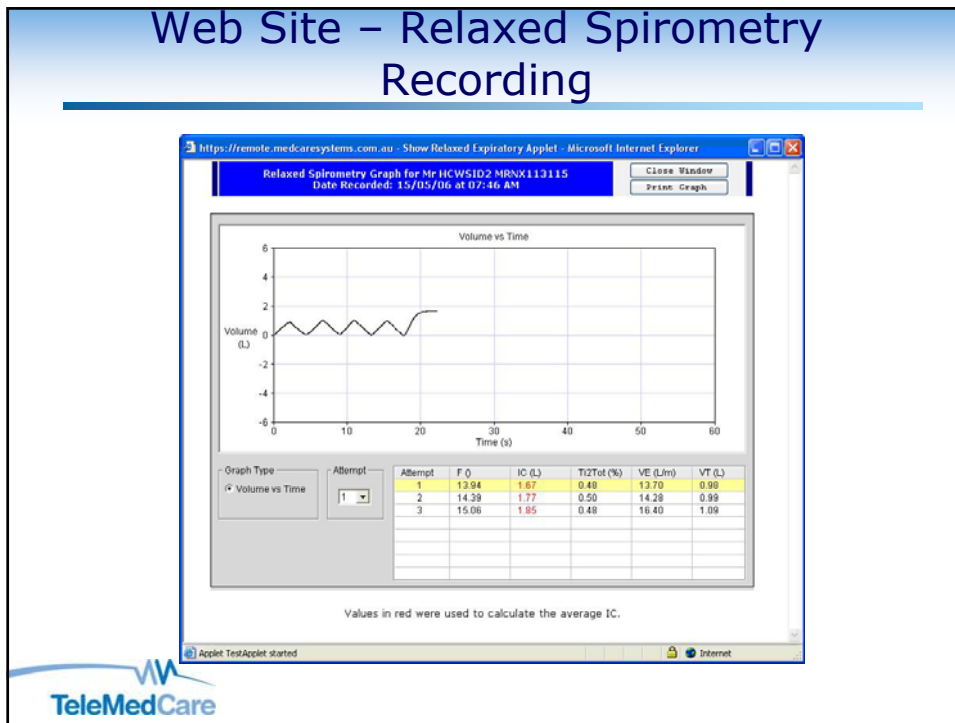 Web Site – Relaxed Spirometry
Recording
https://remote.medcaresystems.com.au - Show Relaxed Expiratory Applet - Microsoft Internet Explorer
Relaxed Spirometry Graph for Mr HCWSID2 MRNX113115
Date Recorded: 15/05/06 at 07:46 AM
Close Window
Print Graph
Volume vs Time
6
4
2
Volume 0
(L)
-2
-4
-6
0 10 20 30 40 50 60
Time (s)
Graph Type
Volume vs Time
Attempt
1
Attempt F () IC (L) Ti2Tot (%) VE (L/m) VT (L)
1 13.94 1.67 0.48 13.70 0.98
2 14.39 1.77 0.50 14.28 0.99
3 15.06 1.85 0.48 16.40 1.09
Values in red were used to calculate the average IC.
Applet TestApplet started
Internet
TeleMedCare